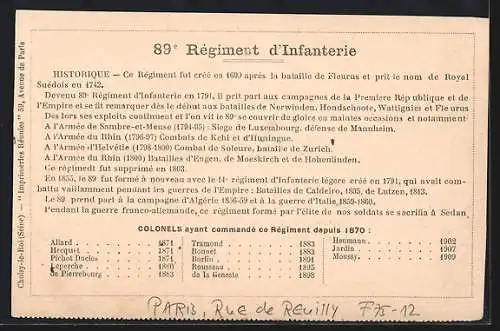 89e Régiment d'Infanterie
HISTORIQUE – Ce Régiment fut créé en 1690 après la bataille de Fleurus et prit le nom de Royal
Suédois en 1742.
Devenu 89e Régiment d'Infanterie en 1791, il prit part aux campagnes de la Première République et de
l'Empire et se fit remarquer dès le début aux batailles de Nerwinden, Hondschoote, Wattignies et Fleurus
Dès lors ses exploits continuent et l'on vit le 89e se couvrir de gloire en maintes occasions et notamment
A l'Armée de Sambre-et-Meuse (1794-95) : Siège de Luxembourg, défense de Mannheim.
A l'Armée du Rhin (1796-97) Combats de Kehl et d'Huningue.
A l'Armée d'Helvétie (1798-1800) Combat de Soleure, bataille de Zurich.
A l'Armée du Rhin (1800) Batailles d'Engen, de Moeskirch et de Hohenlinden.
Ce régiment fut supprimé en 1803.
En 1855, le 89 fut formé à nouveau avec le 14e régiment d'Infanterie légère créé en 1791, qui avait com-
battu vaillamment pendant les guerres de l'Empire : Batailles de Caldeiro, 1805, de Lutzen, 1813.
Le 89 prend part à la campagne d'Algérie 1856-59 et à la guerre d'Italie, 1859-1860.
Pendant la guerre franco-allemande, ce régiment formé par l'élite de nos soldats se sacrifia à Sedan.
COLONELS ayant commandé ce Régiment depuis 1870 :
Allard . 1871
Hecquet . . 1871
Pichot Duclos . 1871
Laperche . . 1880
de Pierrebourg . 1883
Tramond . . 1883
Bonnet . . 1883
Burlin . . 1894
Rousseau . . 1895
de la Geneste . 1898
Heumann . . 1902
Jardin . . 1907
Moussy . . 1909
Choisy-le-Roi (Seine) – "Imprimeries Réunies" 39, Avenue de Paris
PARIS, Rue de Reuilly F75-12